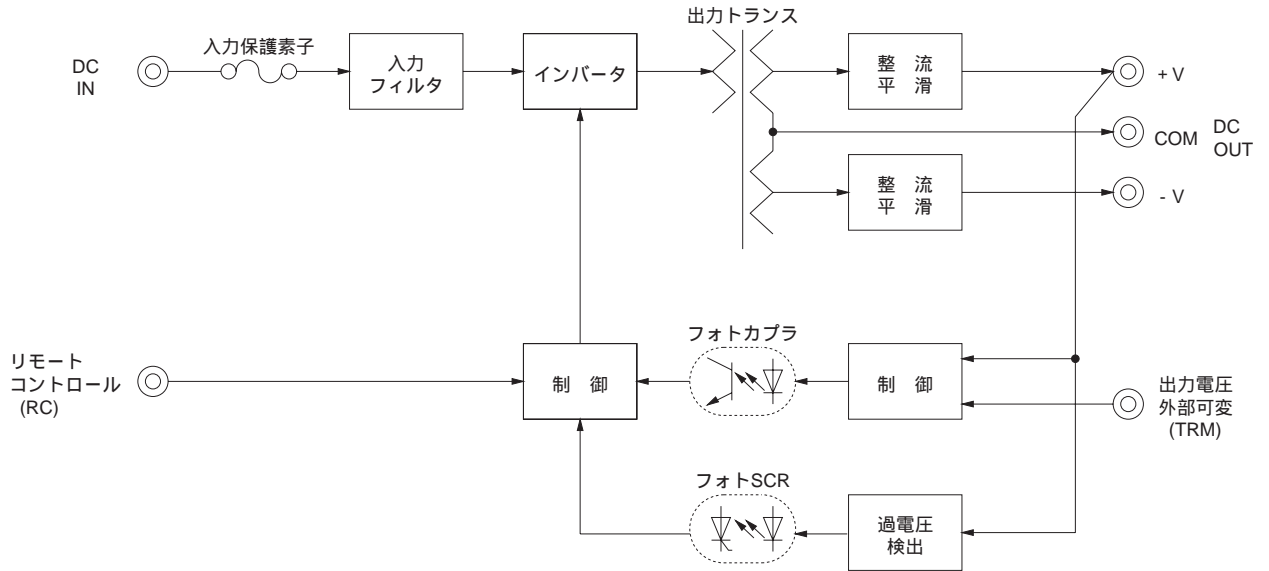 出力トランス
入力保護素子
DC
IN
入力
フィルタ
インバータ
整 流
平 滑
+V
COM
DC
OUT
整 流
平 滑
- V
リモート
コントロール
(RC)
制 御
フォトカプラ
制 御
出力電圧
外部可変
(TRM)
フォトSCR
過電圧
検出